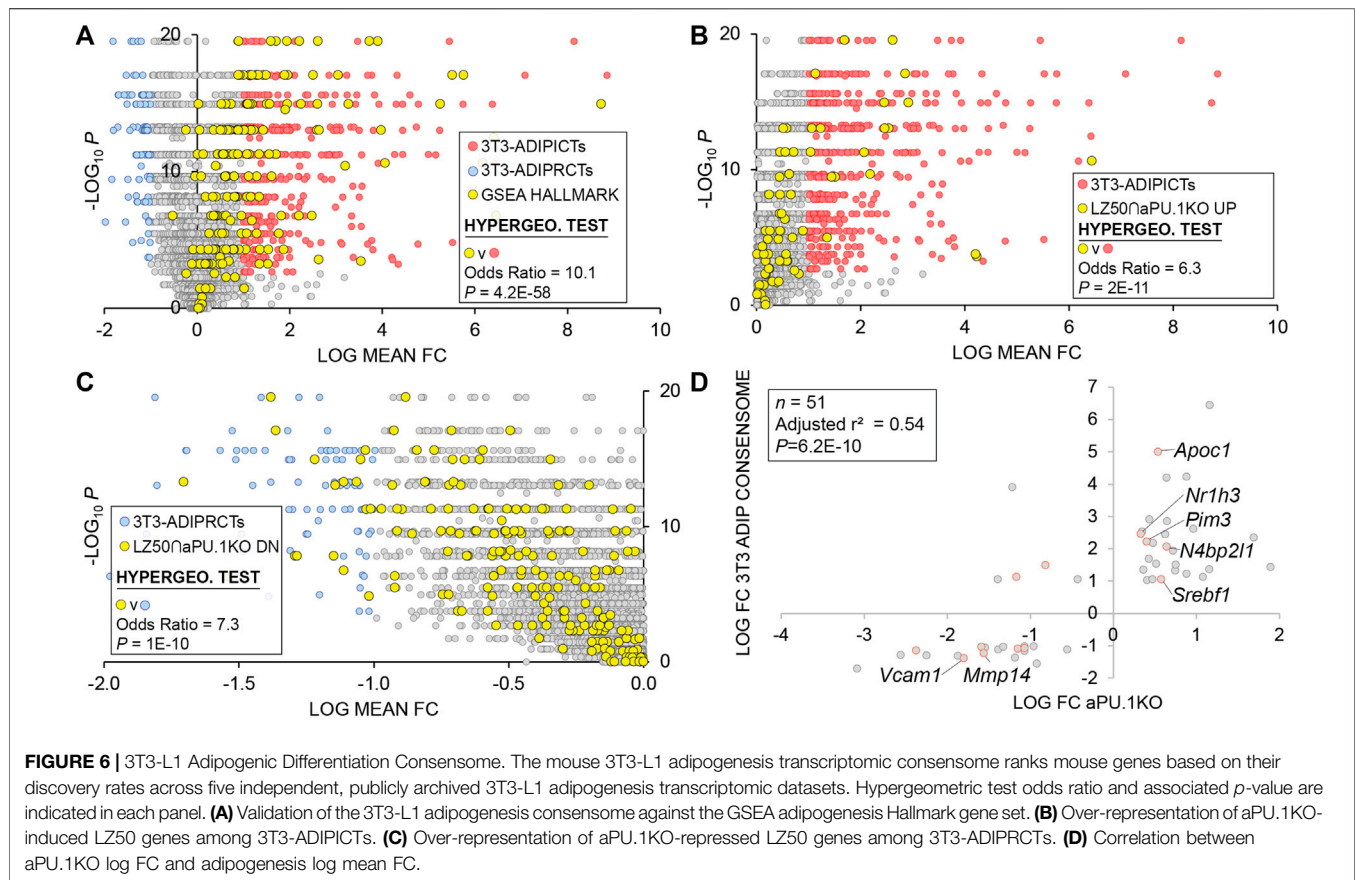 A
20
10
0
-LOG10 P
-2
0
2
4
6
8
10
LOG MEAN FC
3T3-ADIPICTs
3T3-ADIPRCTs
GSEA HALLMARK
HYPERGEO. TEST
v
Odds Ratio = 10.1
P = 4.2E-58
B
20
10
0
-LOG10 P
0
2
4
6
8
10
LOG MEAN FC
3T3-ADIPICTs
LZ50∩aPU.1KO UP
HYPERGEO. TEST
v
Odds Ratio = 6.3
P = 2E-11
C
20
10
0
-LOG10 P
-2.0
-1.5
-1.0
-0.5
0.0
LOG MEAN FC
3T3-ADIPRCTs
LZ50∩aPU.1KO DN
HYPERGEO. TEST
v
Odds Ratio = 7.3
P = 1E-10
D
LOG FC 3T3 ADIP CONSENSOME
n = 51
Adjusted r² = 0.54
P=6.2E-10
7
6
5
4
3
2
1
0
-1
-2
-4
-3
-2
-1
0
1
2
Apoc1
Nr1h3
Pim3
N4bp2l1
Srebf1
Vcam1
Mmp14
LOG FC aPU.1KO
FIGURE 6 | 3T3-L1 Adipogenic Differentiation Consensome. The mouse 3T3-L1 adipogenesis transcriptomic consensome ranks mouse genes based on their
discovery rates across five independent, publicly archived 3T3-L1 adipogenesis transcriptomic datasets. Hypergeometric test odds ratio and associated p-value are
indicated in each panel. (A) Validation of the 3T3-L1 adipogenesis consensome against the GSEA adipogenesis Hallmark gene set. (B) Over-representation of aPU.1KO-
induced LZ50 genes among 3T3-ADIPICTs. (C) Over-representation of aPU.1KO-repressed LZ50 genes among 3T3-ADIPRCTs. (D) Correlation between
aPU.1KO log FC and adipogenesis log mean FC.